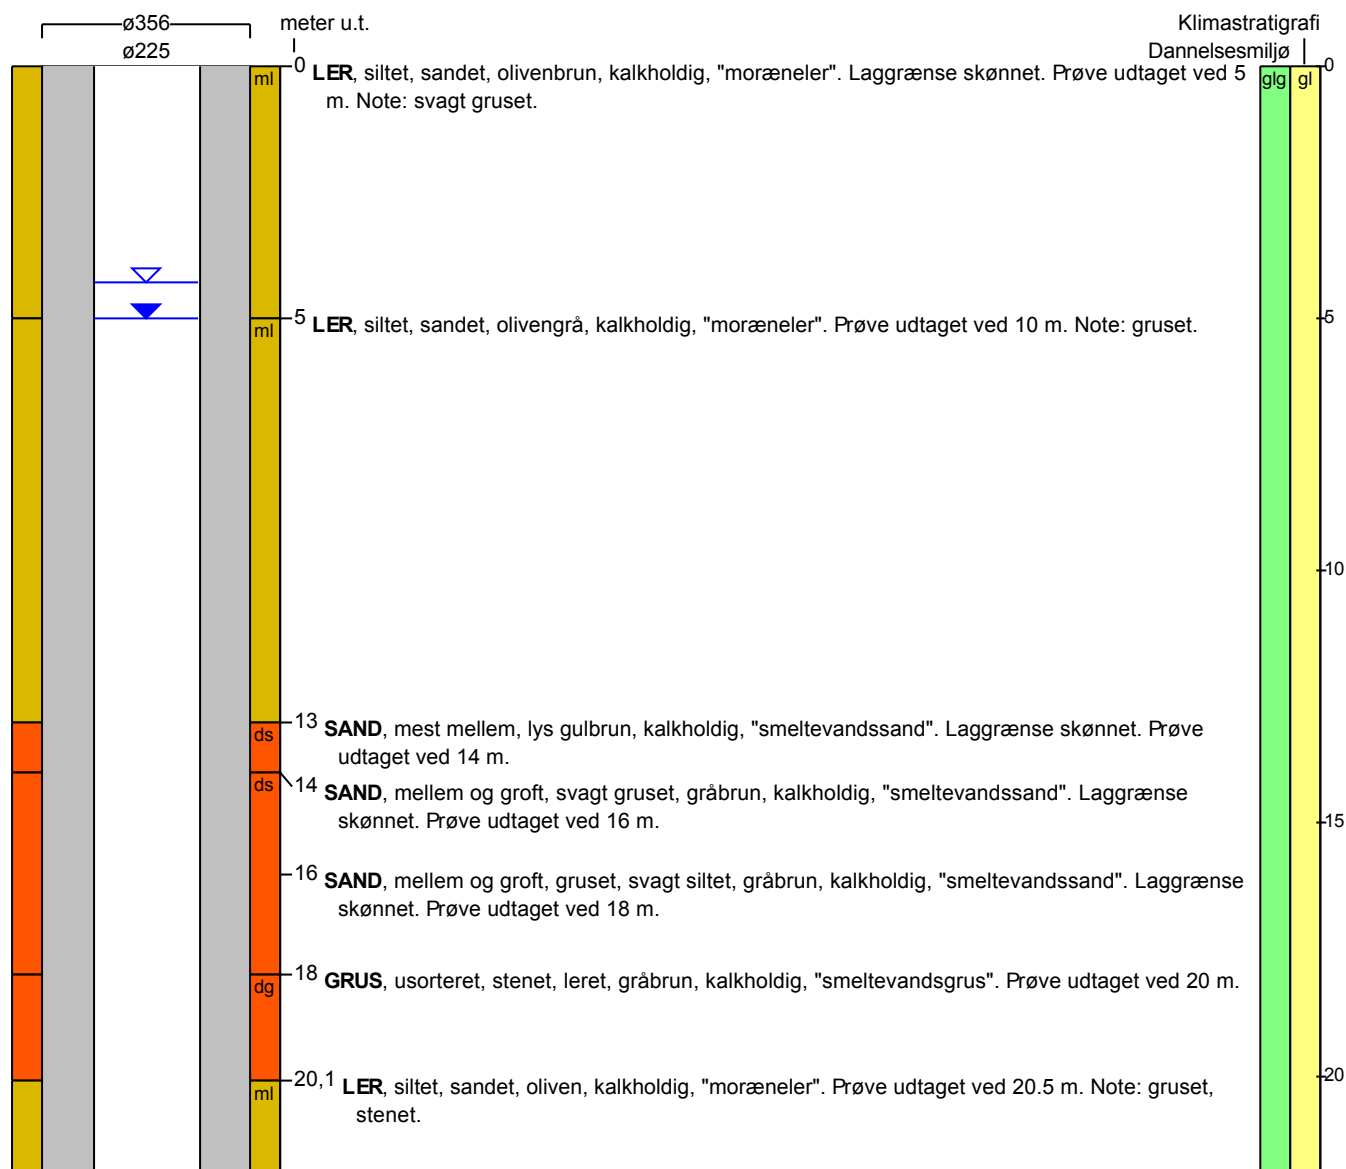 ø356
meter u.t.
Klimastratigrafi
ø225
Dannelsesmiljø
0
ml
LER, siltet, sandet, olivenbrun, kalkholdig, "moræneler". Laggrænse skønnet. Prøve udtaget ved 5
m. Note: svagt gruset.
glg
gl
0
5
ml
LER, siltet, sandet, olivengrå, kalkholdig, "moræneler". Prøve udtaget ved 10 m. Note: gruset.
5
10
13
ds
SAND, mest mellem, lys gulbrun, kalkholdig, "smeltevandssand". Laggrænse skønnet. Prøve
udtaget ved 14 m.
14
ds
SAND, mellem og groft, svagt gruset, gråbrun, kalkholdig, "smeltevandssand". Laggrænse
skønnet. Prøve udtaget ved 16 m.
15
16
SAND, mellem og groft, gruset, svagt siltet, gråbrun, kalkholdig, "smeltevandssand". Laggrænse
skønnet. Prøve udtaget ved 18 m.
18
dg
GRUS, usorteret, stenet, leret, gråbrun, kalkholdig, "smeltevandsgrus". Prøve udtaget ved 20 m.
20,1
ml
LER, siltet, sandet, oliven, kalkholdig, "moræneler". Prøve udtaget ved 20.5 m. Note: gruset,
stenet.
20